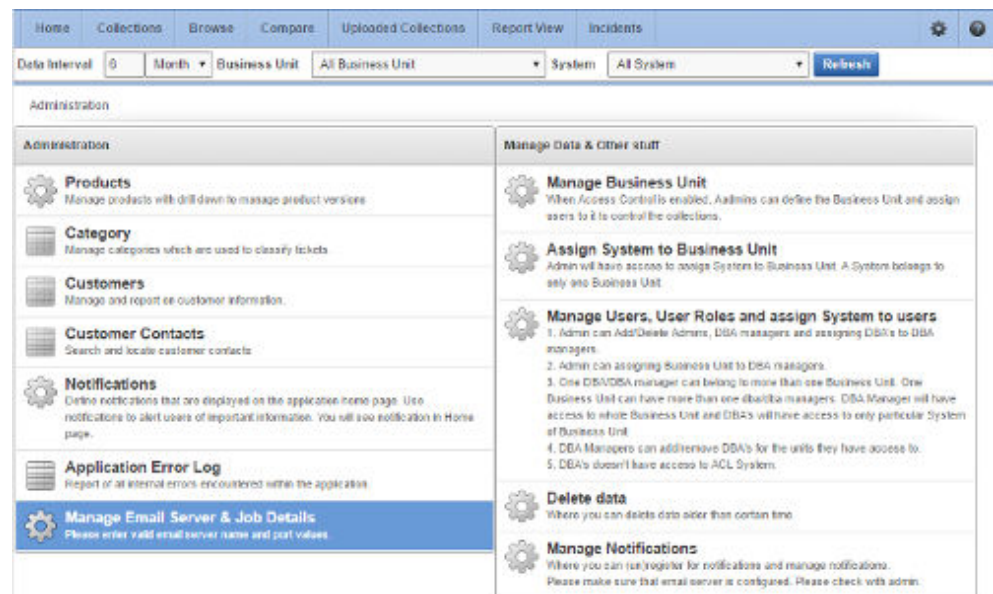 Home Collections Browse Compare Uploaded Collections Report View Incidents
Data Interval 6 Month Business Unit All Business Unit System All System Refresh
Administration
Administration
Products
Manage products with drill down to manage product versions
Category
Manage categories which are used to classify tickets
Customers
Manage and report on customer information.
Customer Contacts
Search and locate customer contacts
Notifications
Define notifications that are displayed on the application home page. Use
notifications to alert users of important information. You will see notification in Home
page.
Application Error Log
Report of all internal errors encountered within the application
Manage Email Server & Job Details
Please enter valid email server name and port values.
Manage Data & Other stuff
Manage Business Unit
When Access Control is enabled, Aadmins can define the Business Unit and assign
users to it to control the collections.
Assign System to Business Unit
Admin will have access to assign System to Business Unit. A System belongs to
only one Business Unit
Manage Users, User Roles and assign System to users
1. Admin can Add/Delete Admins, DBA managers and assigning DBA's to DBA
managers.
2. Admin can assigning Business Unit to DBA managers.
3. One DBA/DBA manager can belong to more than one Business Unit. One
Business Unit can have more than one dba/dba managers. DBA Manager will have
access to whole Business Unit and DBA's will have access to only particular System
of Business Unit
4. DBA Managers can add/remove DBA's for the units they have access to.
5. DBA's doesn't have access to ACL System.
Delete data
Where you can delete data older than certain time
Manage Notifications
Where you can (un)register for notifications and manage notifications.
Please make sure that email server is configured. Please check with admin.